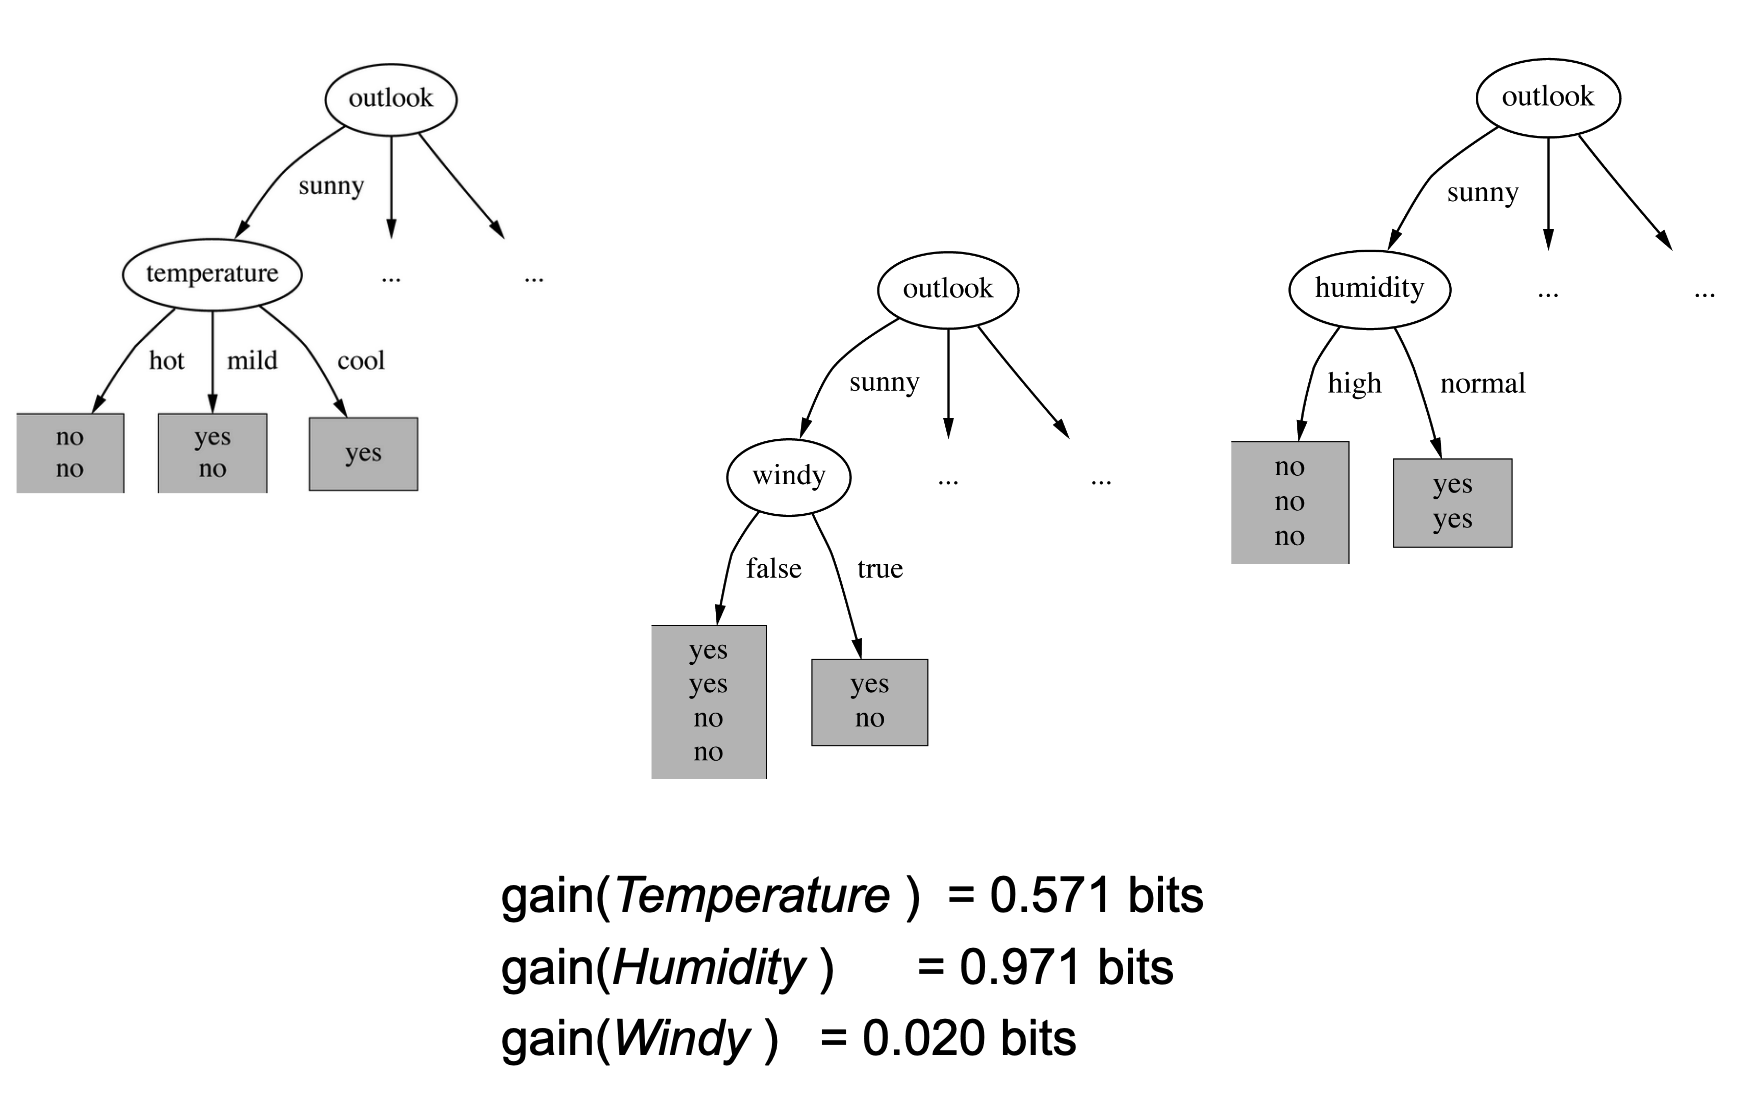 outlook
sunny
temperature
...
...
hot
mild
cool
no
no
yes
no
yes
outlook
sunny
windy
...
...
false
true
yes
yes
no
no
yes
no
outlook
sunny
humidity
...
...
high
normal
no
no
no
yes
yes
gain(Temperature ) = 0.571 bits
gain(Humidity ) = 0.971 bits
gain(Windy ) = 0.020 bits